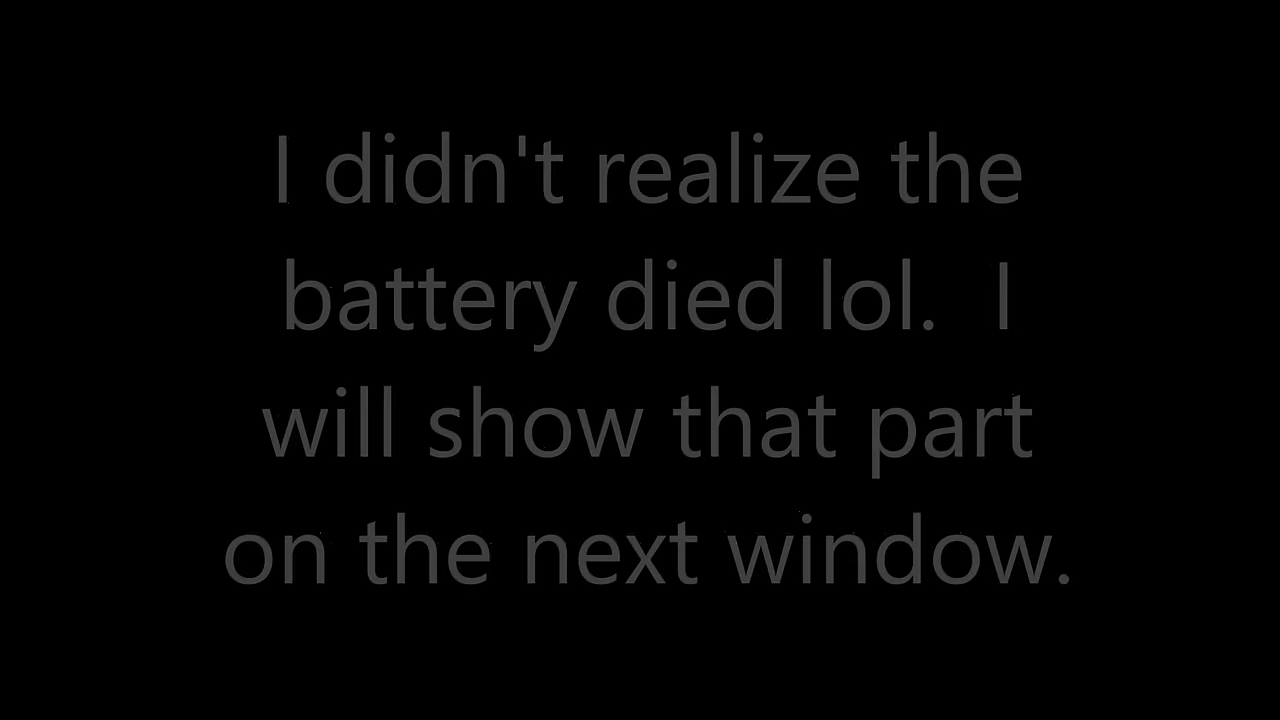 I didn't realize the
battery died lol.  I
will show that part
on the next window.